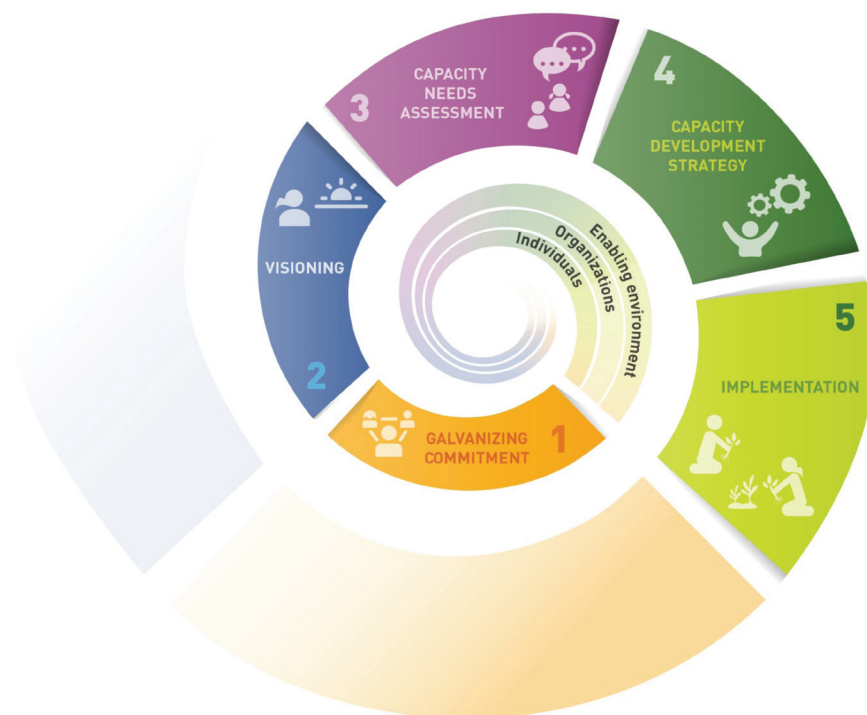 1
GALVANIZING
COMMITMENT
2
VISIONING
3
CAPACITY
NEEDS
ASSESSMENT
4
CAPACITY
DEVELOPMENT
STRATEGY
5
IMPLEMENTATION
Enabling environment
Organizations
Individuals